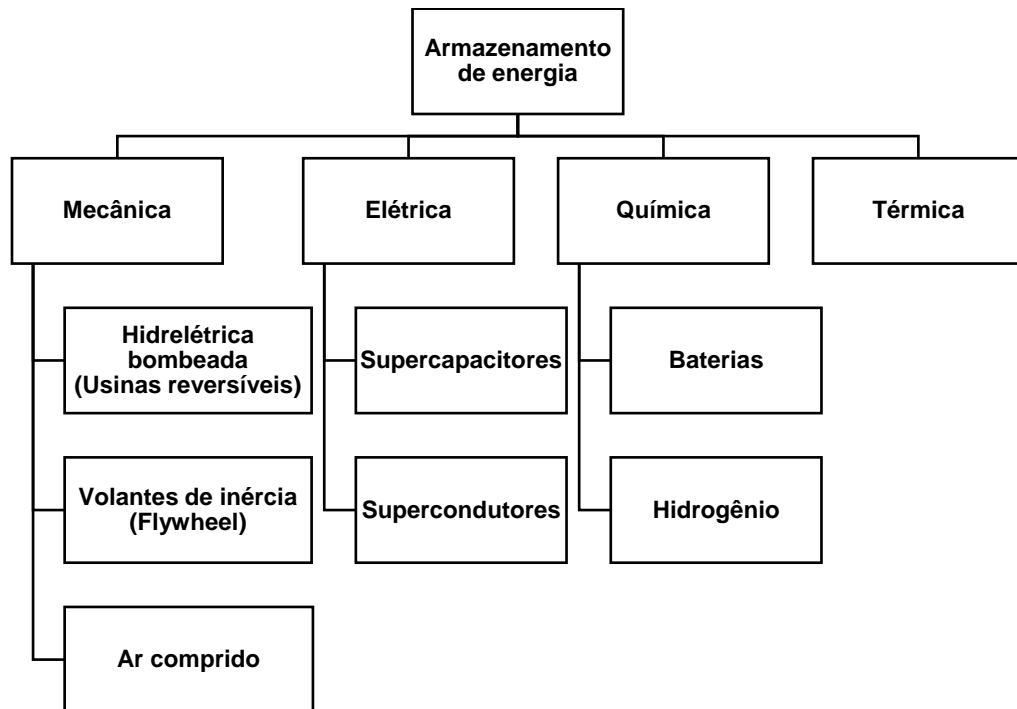 Armazenamento
de energia
Mecânica
Elétrica
Química
Térmica
Hidrelétrica
bombeada
(Usinas reversíveis)
Supercapacitores
Baterias
Volantes de inércia
(Flywheel)
Supercondutores
Hidrogênio
Ar comprido